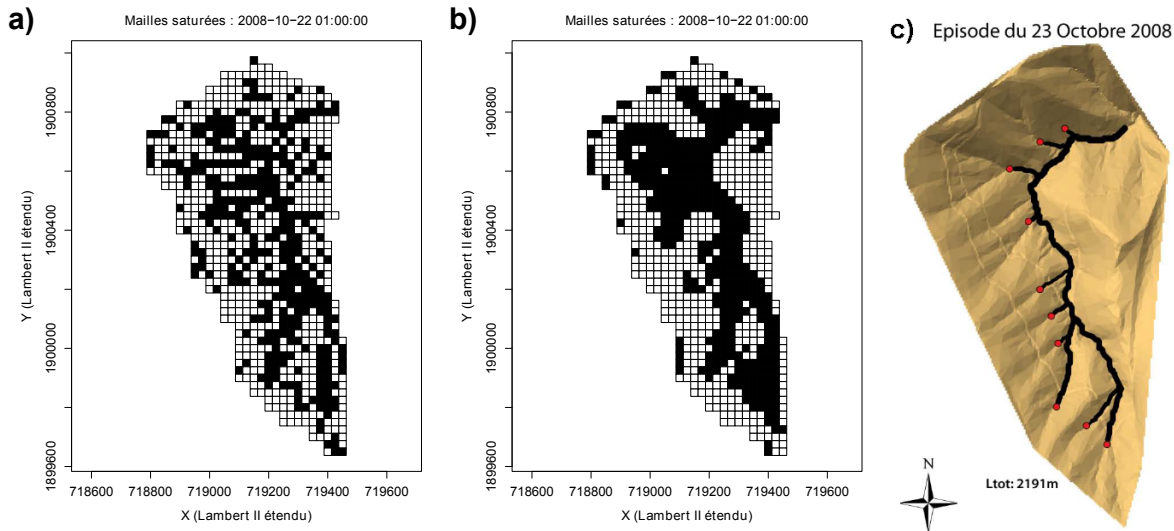 a)
Mailles saturées : 2008−10−22 01:00:00
Y (Lambert II étendu)
1900800
1900400
1900000
1899600
718600 718800 719000 719200 719400 719600
X (Lambert II étendu)
b)
Mailles saturées : 2008−10−22 01:00:00
Y (Lambert II étendu)
1900800
1900400
1900000
1899600
718600 718800 719000 719200 719400 719600
X (Lambert II étendu)
c) Episode du 23 Octobre 2008
N
Ltot: 2191m